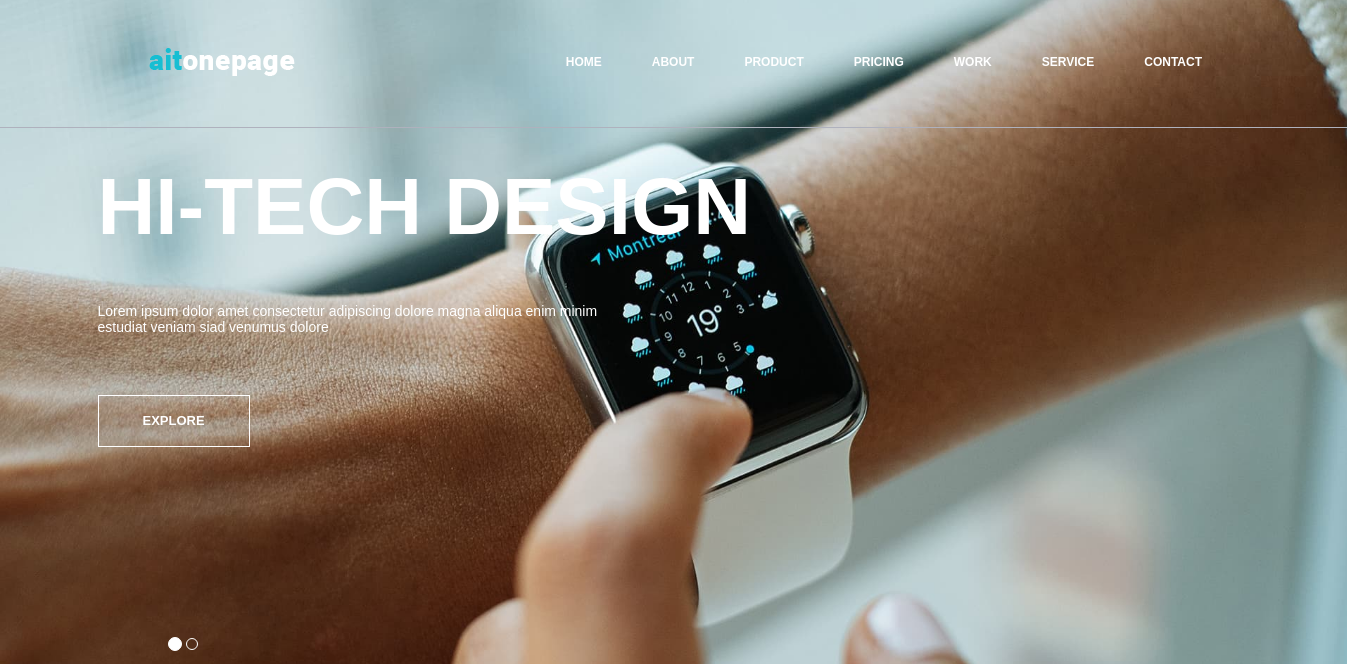 aitonepage
HOME ABOUT PRODUCT PRICING WORK SERVICE CONTACT
HI-TECH DESIGN
Montreal
12 1 2 3 5 6 7 8 9 10 11
19°
Lorem ipsum dolor amet consectetur adipiscing dolore magna aliqua enim minim
estudiat veniam siad venumus dolore
EXPLORE